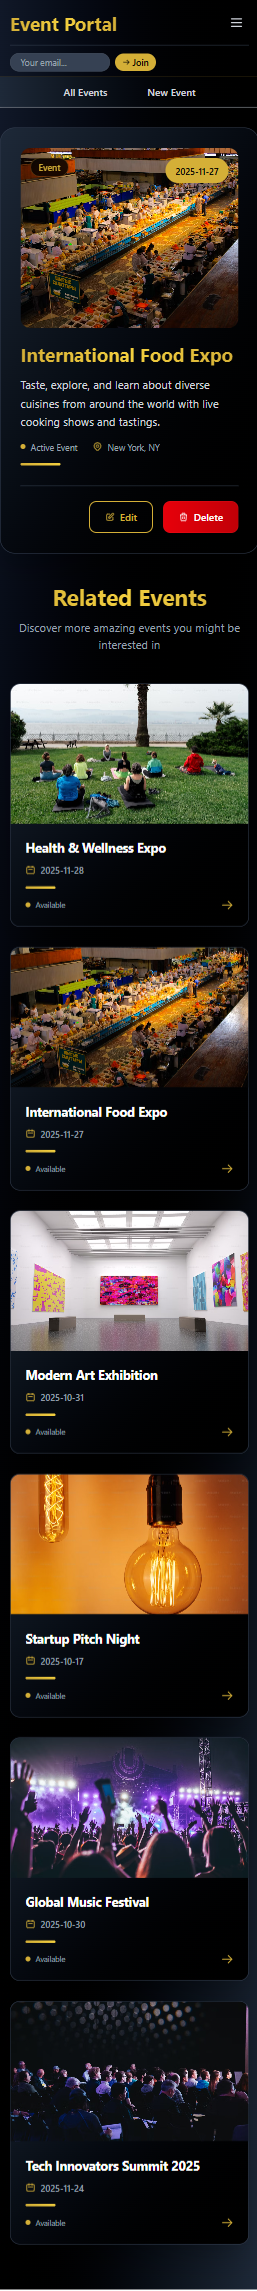 Event Portal
Your email...
Join
All Events
New Event
Event
2025-11-27
International Food Expo
Taste, explore, and learn about diverse
cuisines from around the world with live
cooking shows and tastings.
Active Event
New York, NY
Edit
Delete
Related Events
Discover more amazing events you might be
interested in
Health & Wellness Expo
2025-11-28
Available
International Food Expo
2025-11-27
Available
Modern Art Exhibition
2025-10-31
Available
Startup Pitch Night
2025-10-17
Available
Global Music Festival
2025-10-30
Available
Tech Innovators Summit 2025
2025-11-24
Available